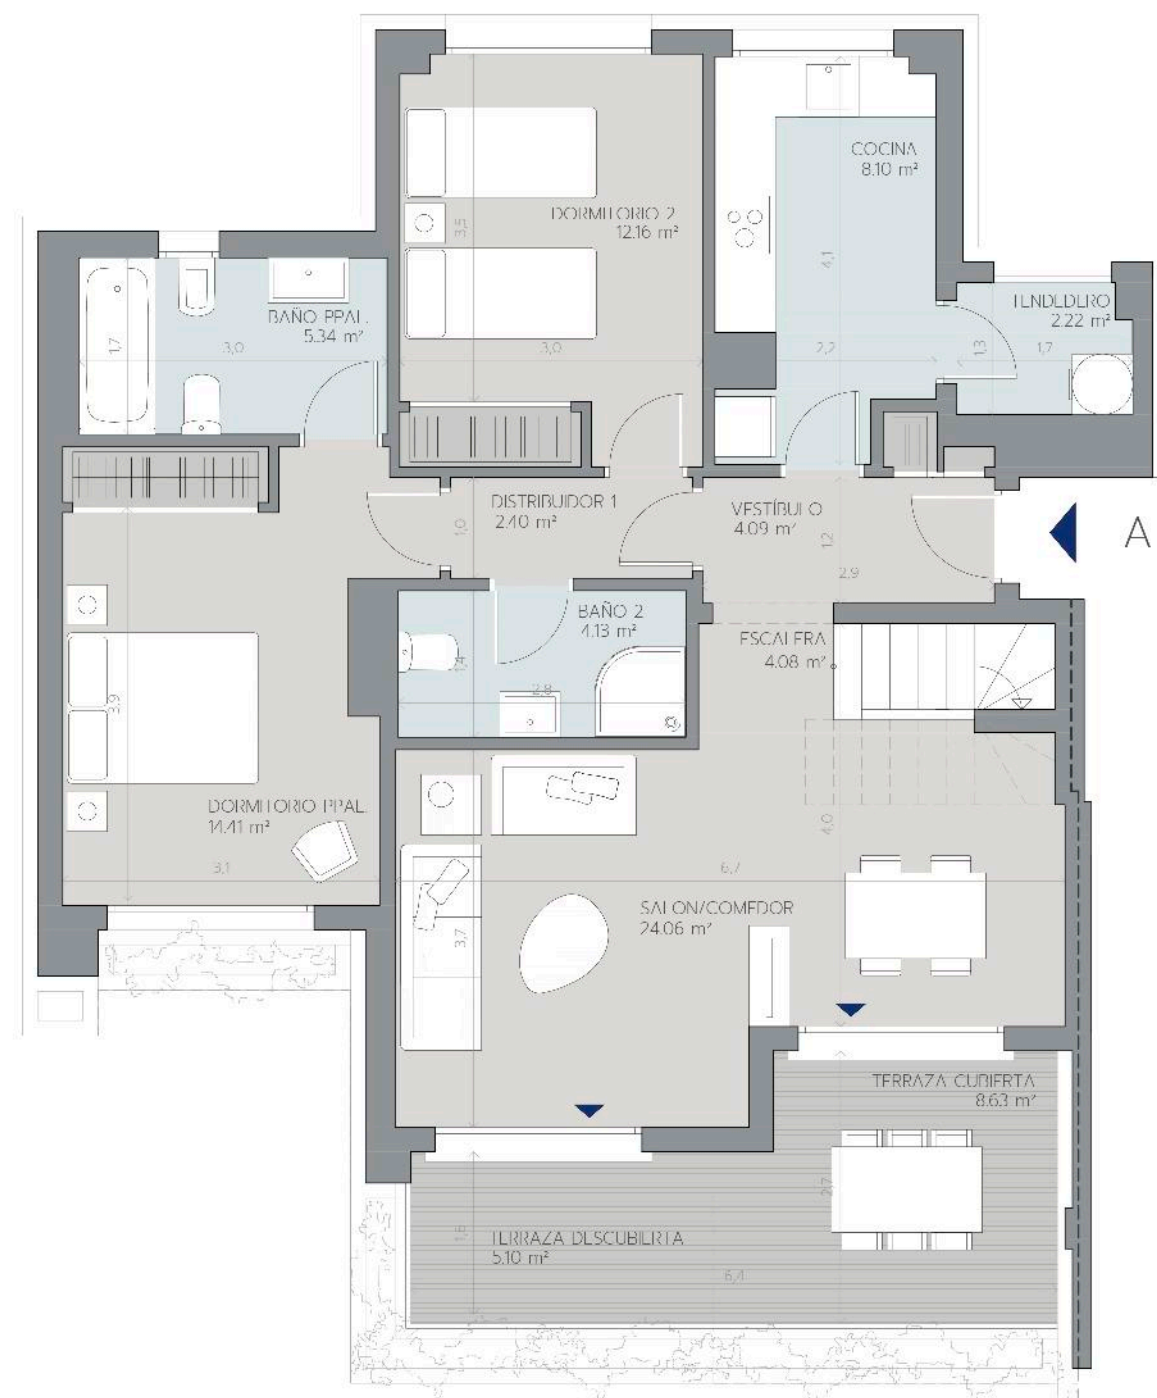 COCINA
8.10 m²
DORMITORIO 2
12.16 m²
3,5
4,1
TENDEDERO
2.22 m²
BAÑO PPAL.
5.34 m²
1,7
3,0
3,0
2,2
1,3
1,7
DISTRIBUIDOR 1
2.40 m²
VESTÍBULO
4.09 m²
A
1,0
1,2
2,9
BAÑO 2
4.13 m²
ESCALERA
4.08 m²
1,4
2,8
3,9
DORMITORIO PPAL.
14.41 m²
3,1
4,0
6,7
SALON/COMEDOR
24.06 m²
3,7
TERRAZA CUBIERTA
8.63 m²
2,7
1,6
TERRAZA DESCUBIERTA
5.10 m²
6,4